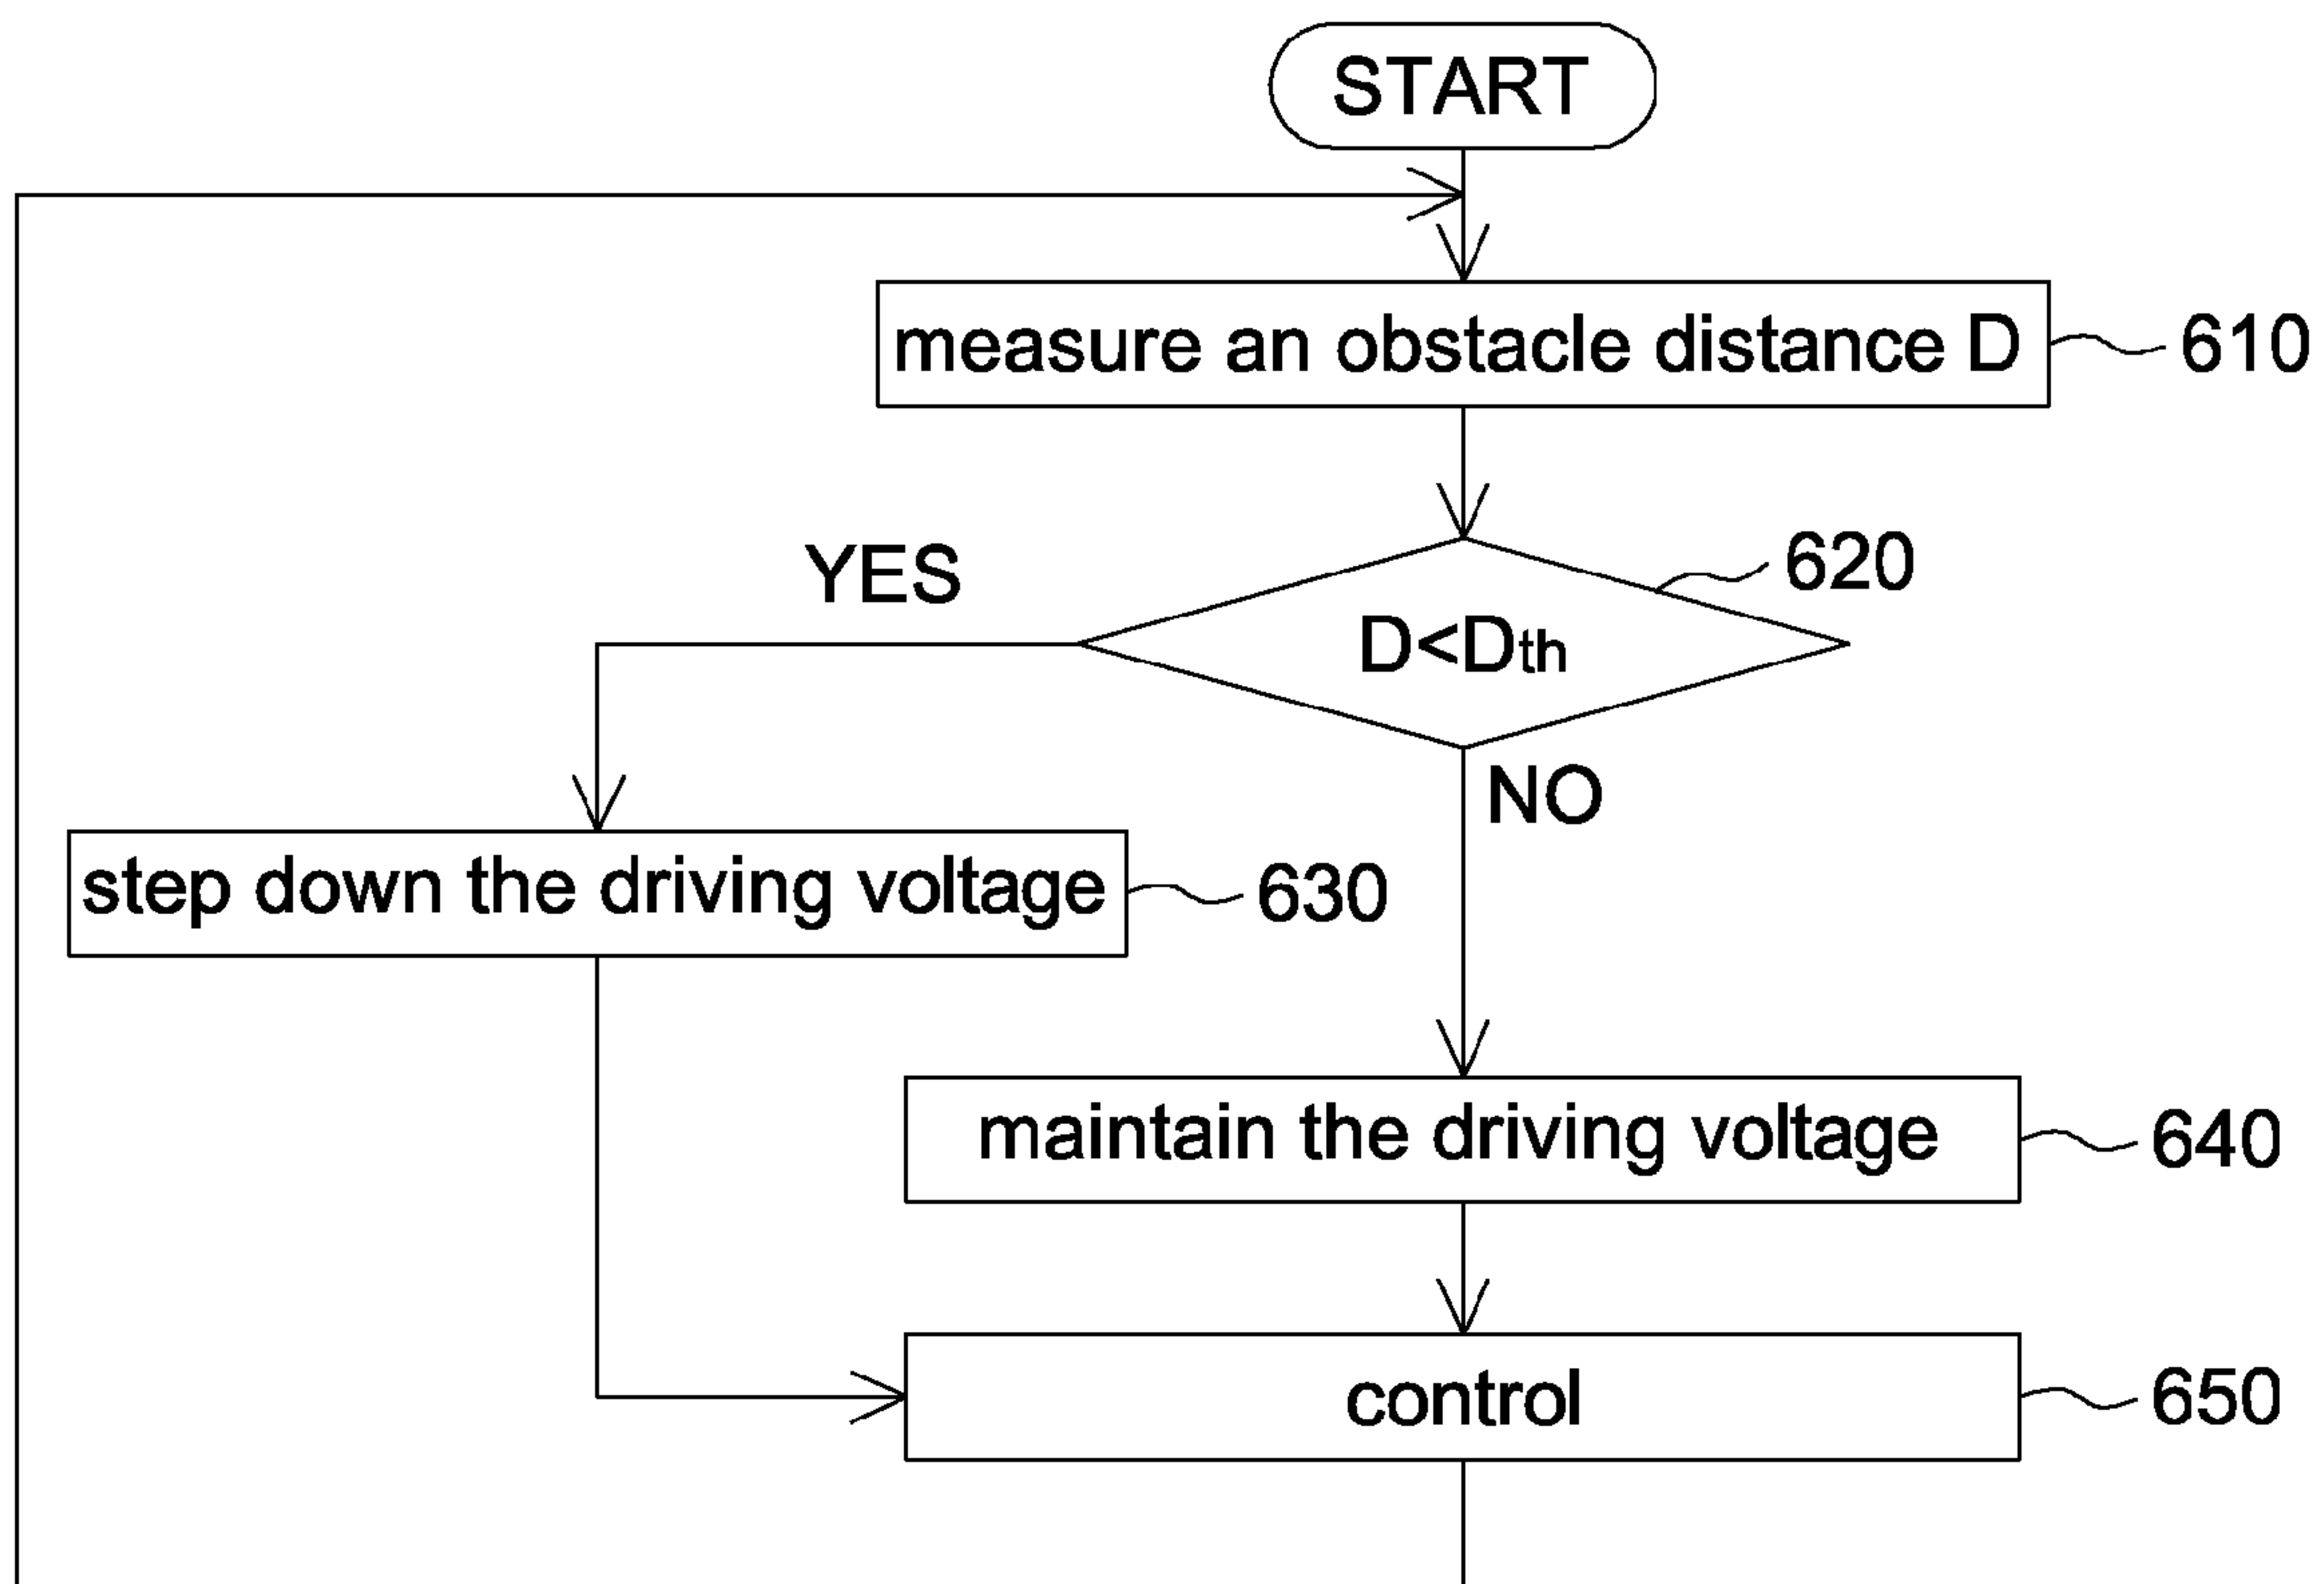 START
measure an obstacle distance D
610
620
YES
D<Dth
NO
step down the driving voltage
630
maintain the driving voltage
640
control
650